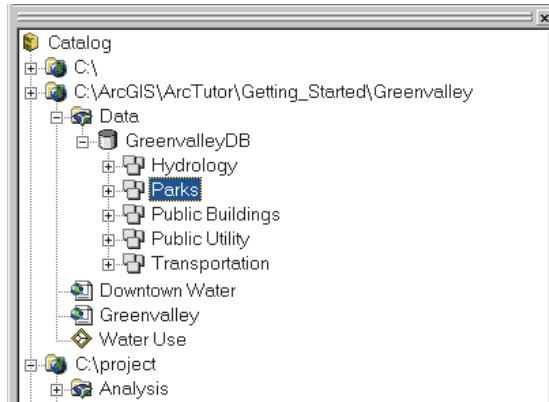 Catalog
C:\
C:\ArcGIS\ArcTutor\Getting_Started\Greenvalley
Data
GreenvalleyDB
Hydrology
Parks
Public Buildings
Public Utility
Transportation
Downtown Water
Greenvalley
Water Use
C:\project
Analysis